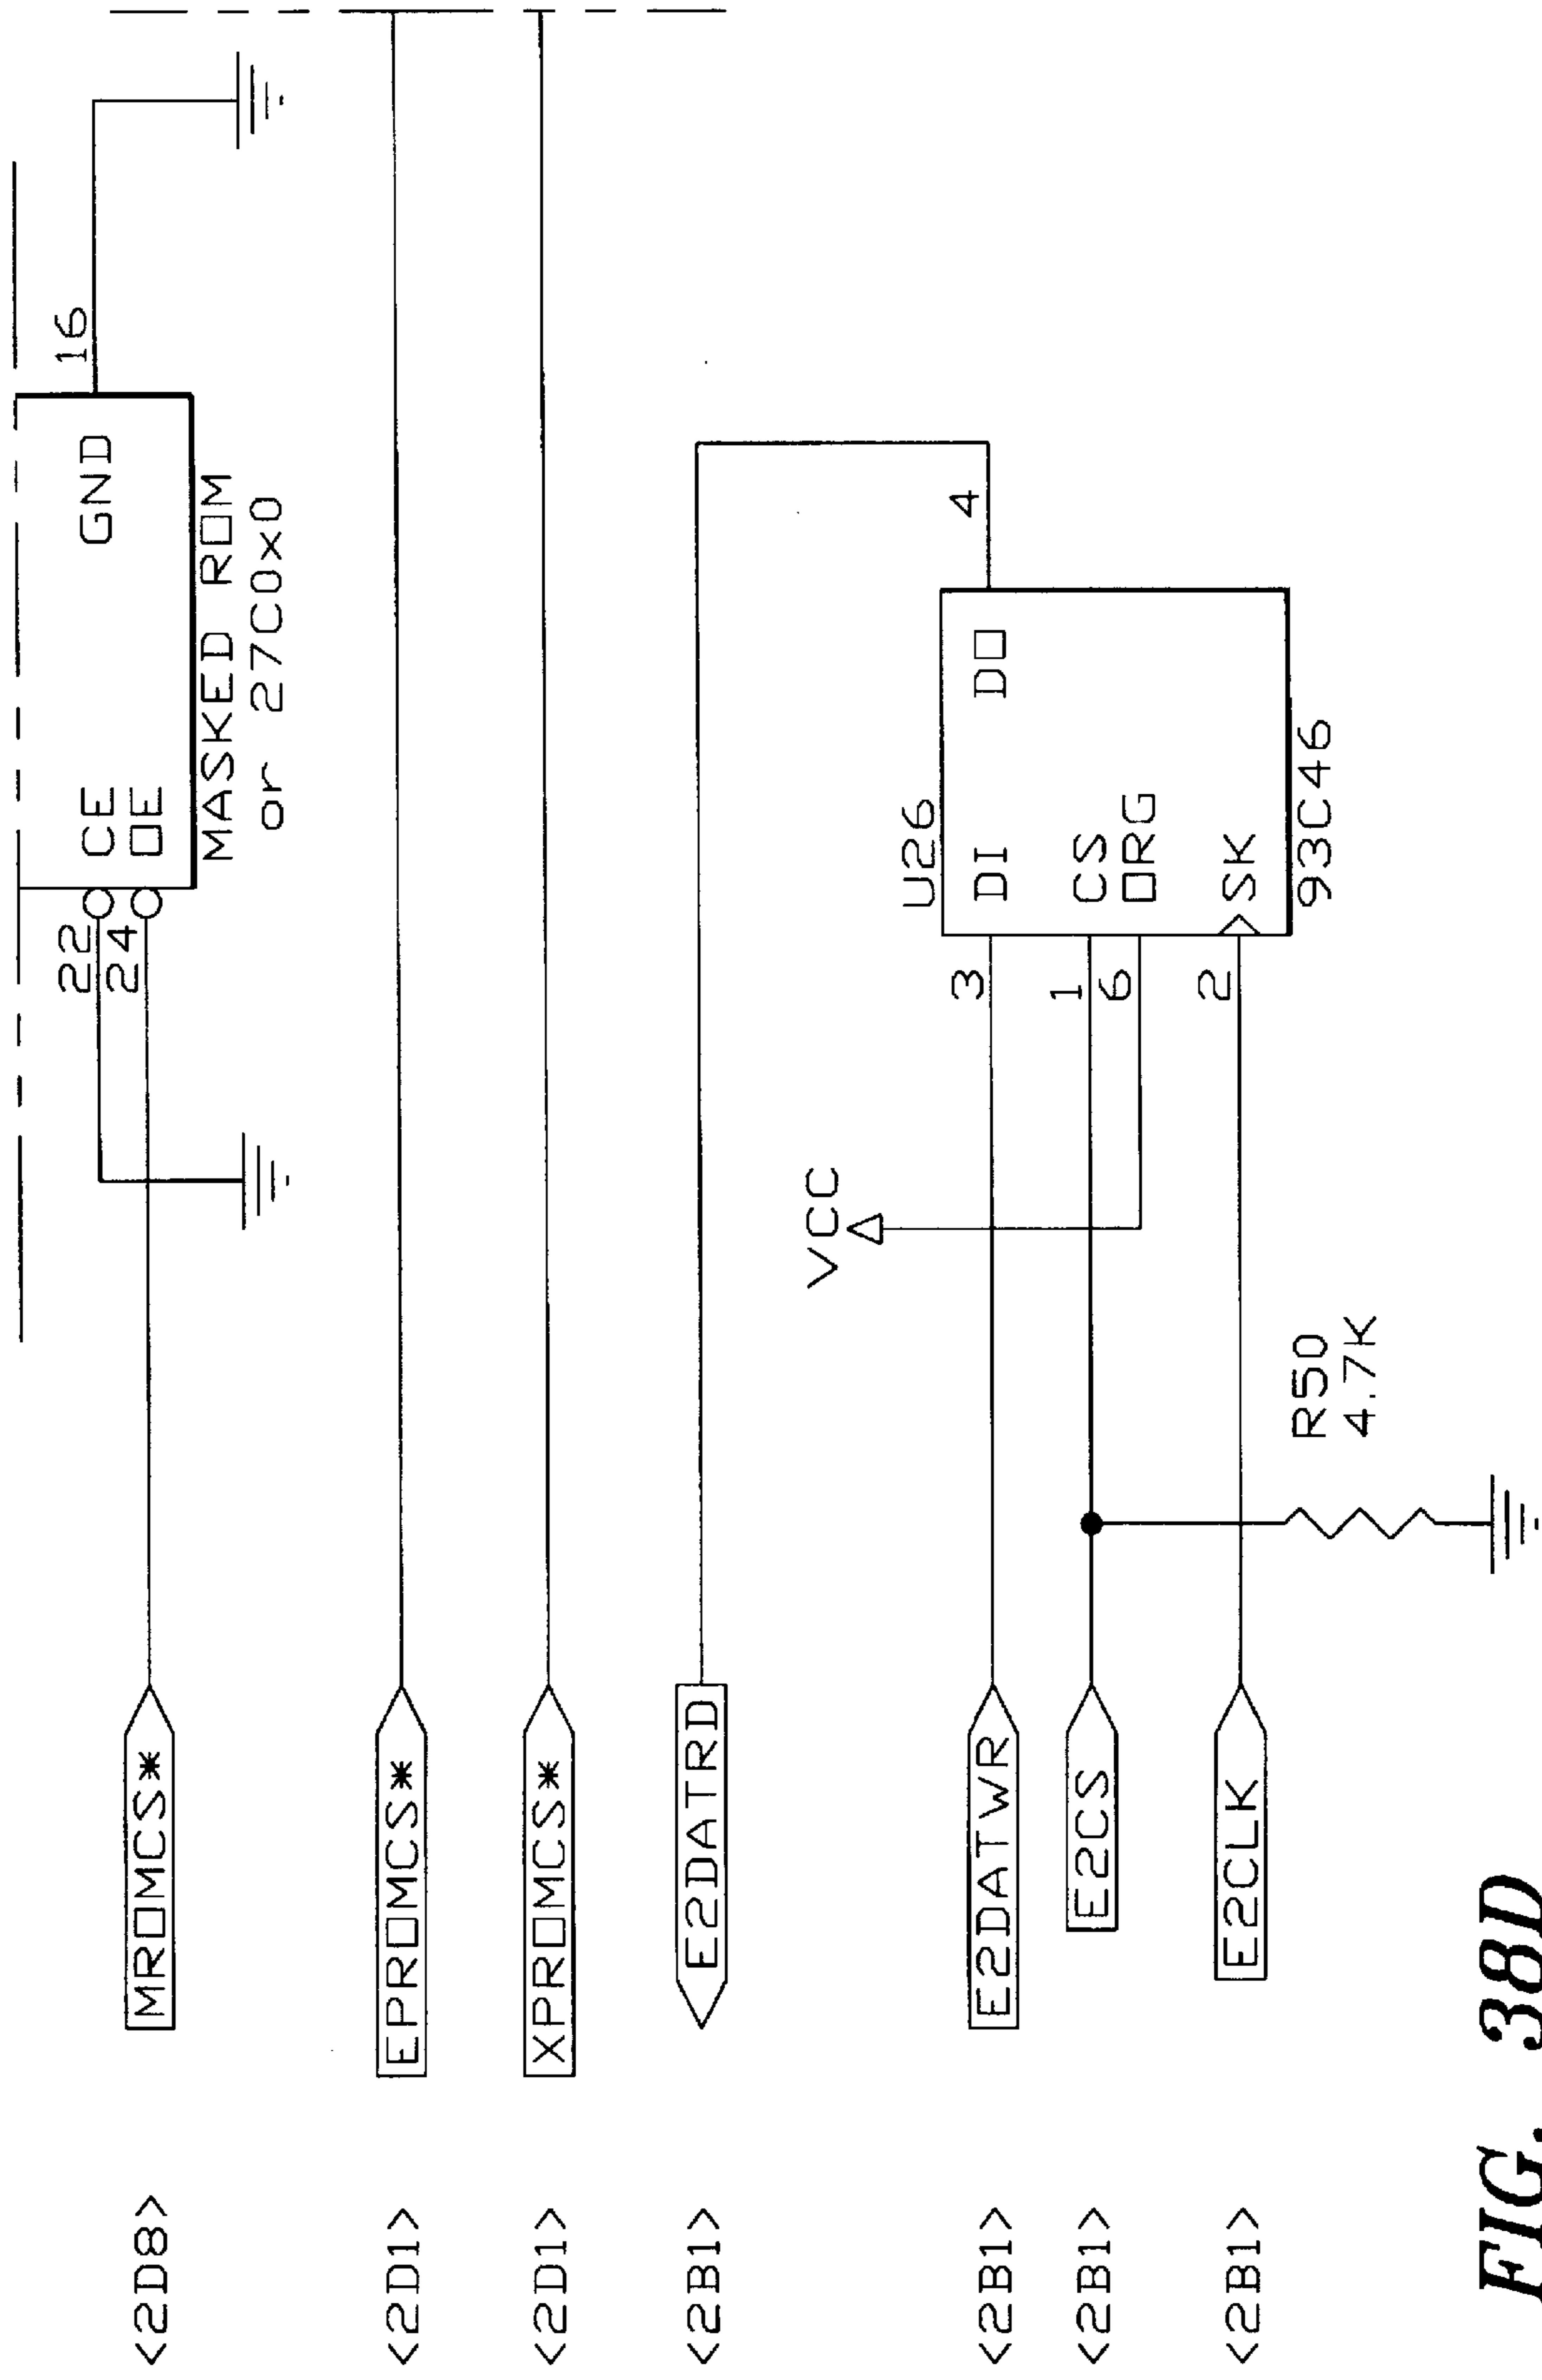 16
GND
22
CE
24
OE
MASKED ROM
or 27C0x0
<2D8>
MROMCS*
<2D1>
EPROMCS*
<2D1>
XPROMCS*
<2B1>
E2DATRD
4
VCC
U26
<2B1>
E2DATWR
3
DI
DO
<2B1>
E2CS
1
CS
6
ORG
<2B1>
E2CLK
2
SK
93C46
R50
4.7K
FIG. 38D